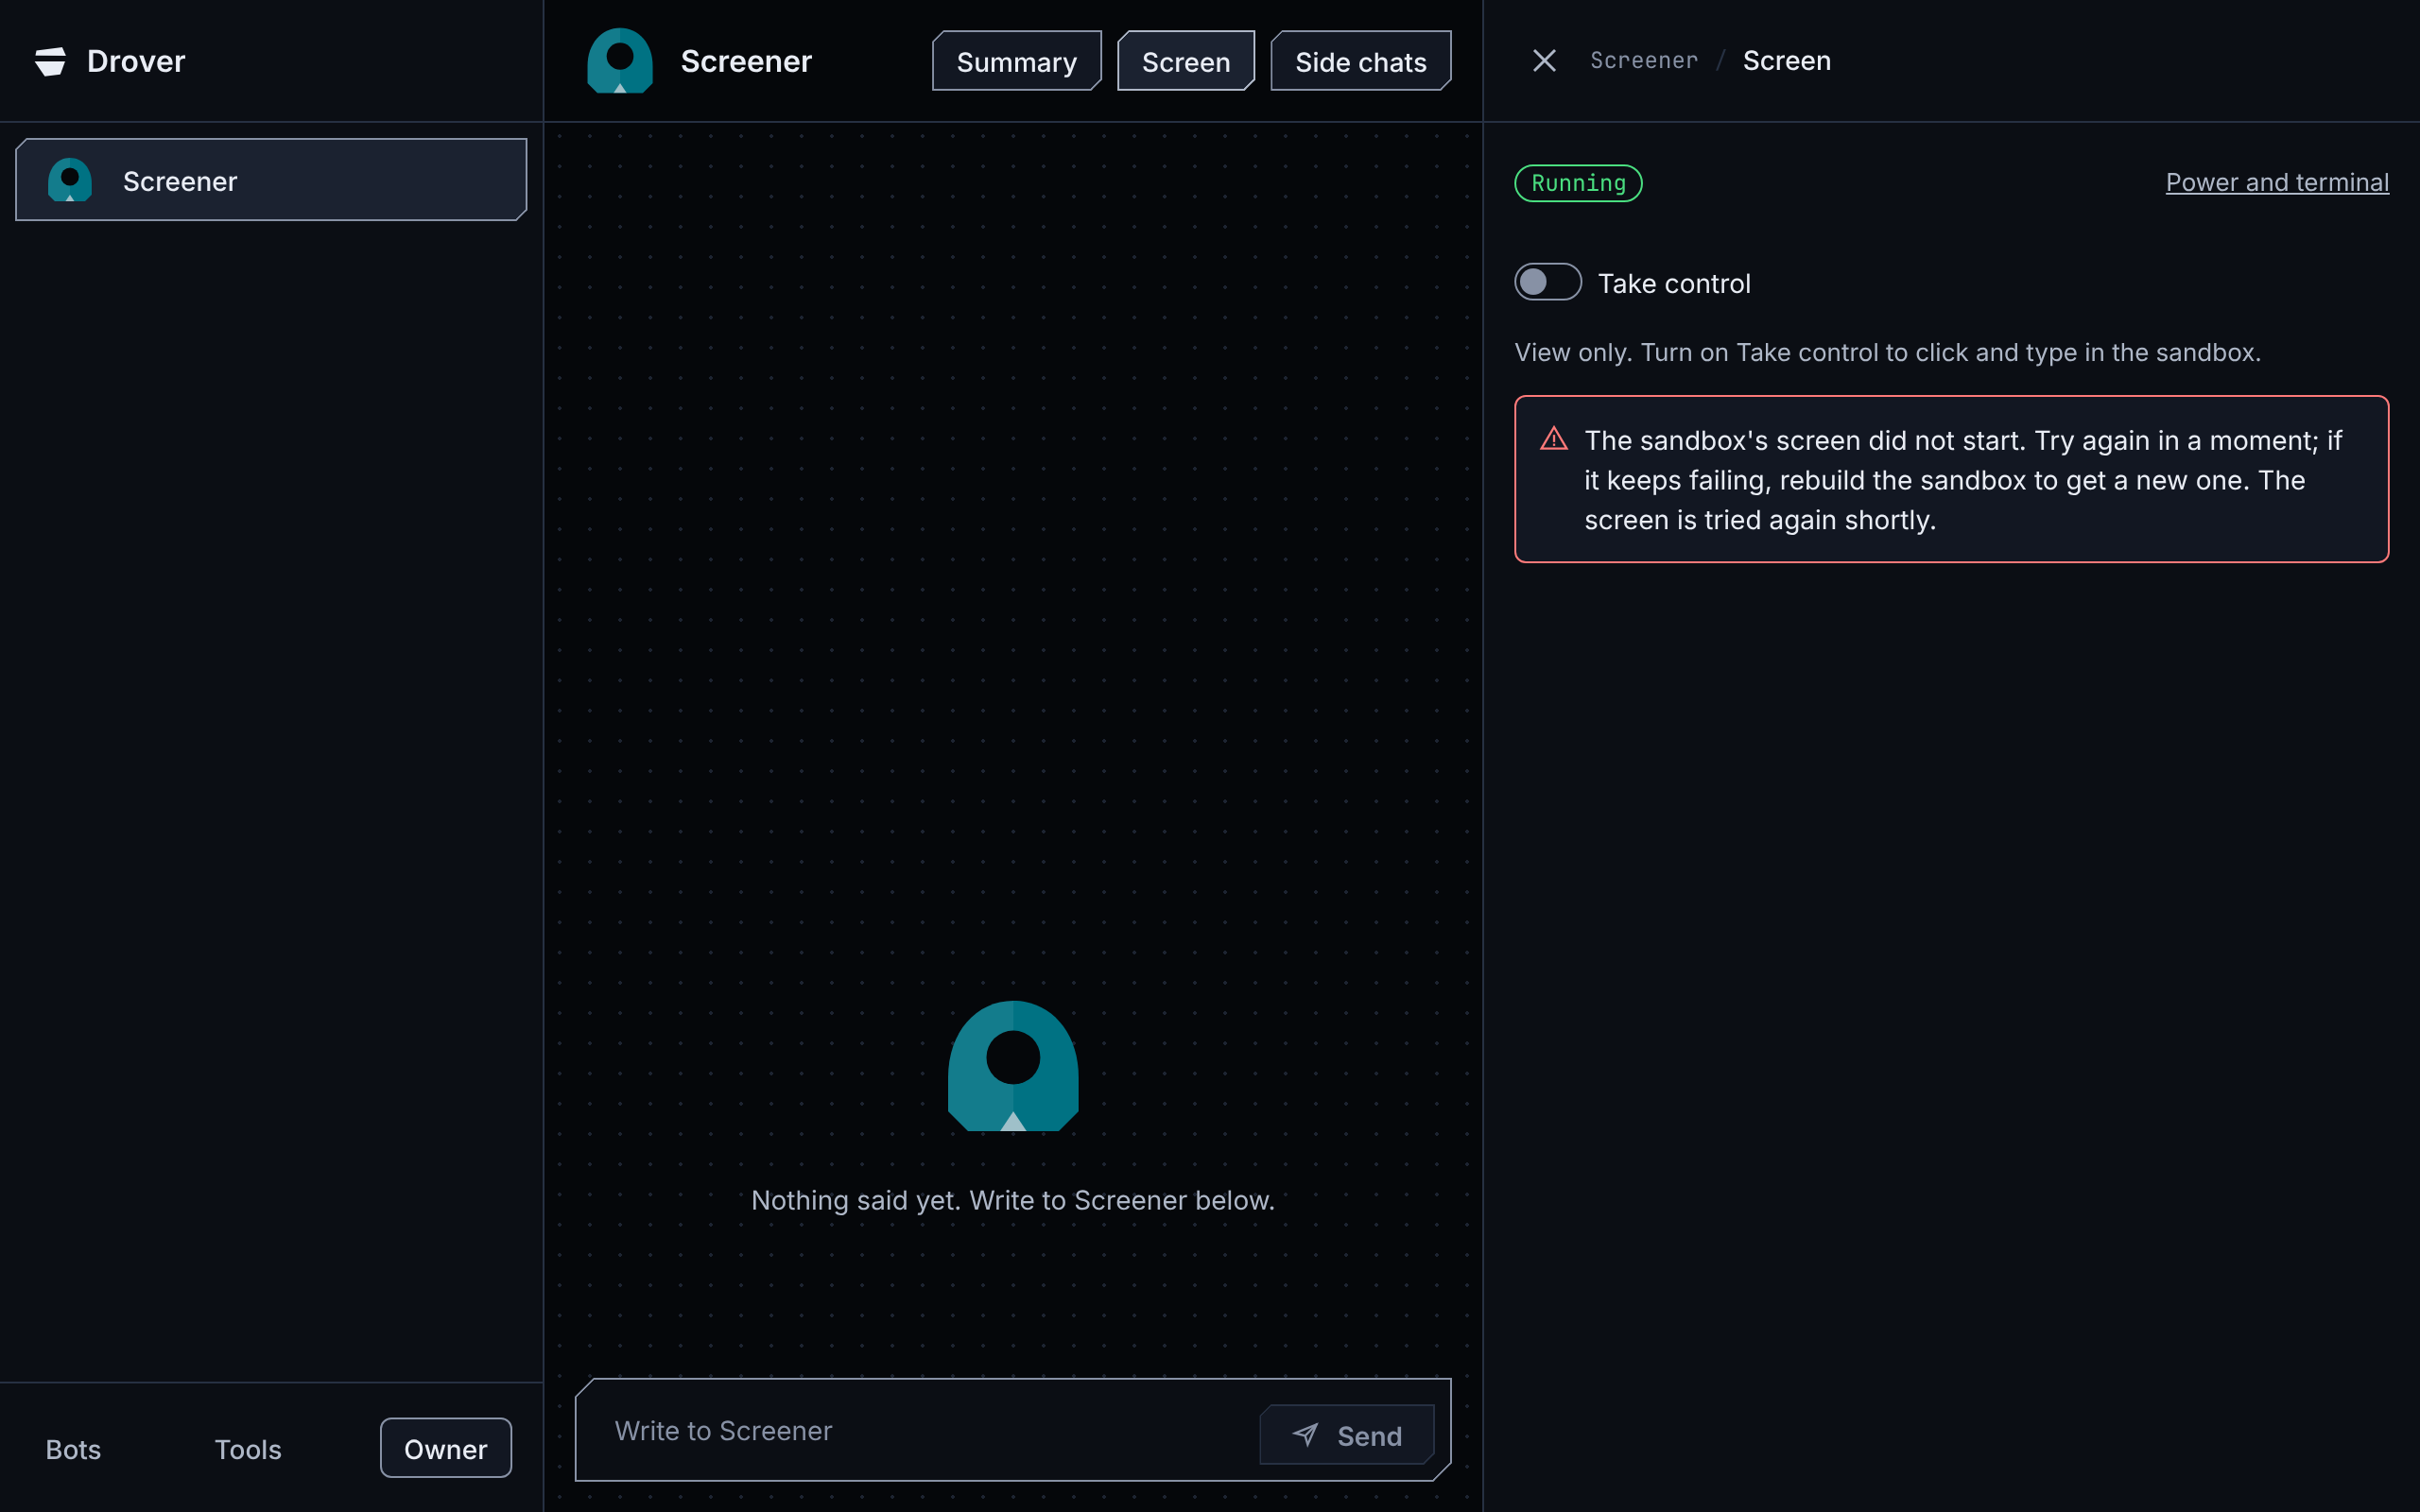 Drover
Screener
Bots
Tools
Owner
Screener
Summary
Screen
Side chats
Nothing said yet. Write to Screener below.
Write to Screener
Send
Screener / Screen
Running
Power and terminal
Take control
View only. Turn on Take control to click and type in the sandbox.
The sandbox's screen did not start. Try again in a moment; if
it keeps failing, rebuild the sandbox to get a new one. The
screen is tried again shortly.